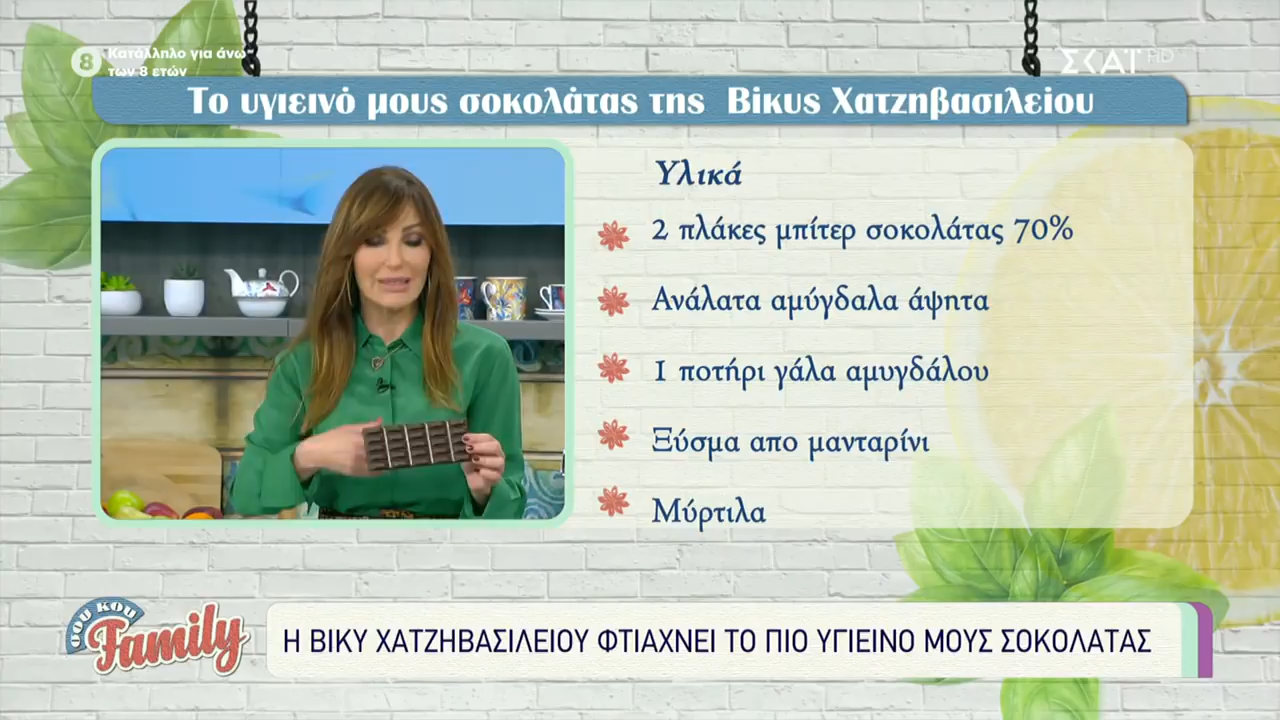 8 Κατάλληλο για άνω
των 8 ετών
ΣΚΑΪ HD
Το υγιεινό μους σοκολάτας της Βίκυς Χατζηβασιλείου
Υλικά
2 πλάκες μπίτερ σοκολάτας 70%
Ανάλατα αμύγδαλα άψητα
1 ποτήρι γάλα αμυγδάλου
Ξύσμα απο μανταρίνι
Μύρτιλα
σου κου
Family
Η ΒΙΚΥ ΧΑΤΖΗΒΑΣΙΛΕΙΟΥ ΦΤΙΑΧΝΕΙ ΤΟ ΠΙΟ ΥΓΙΕΙΝΟ ΜΟΥΣ ΣΟΚΟΛΑΤΑΣ